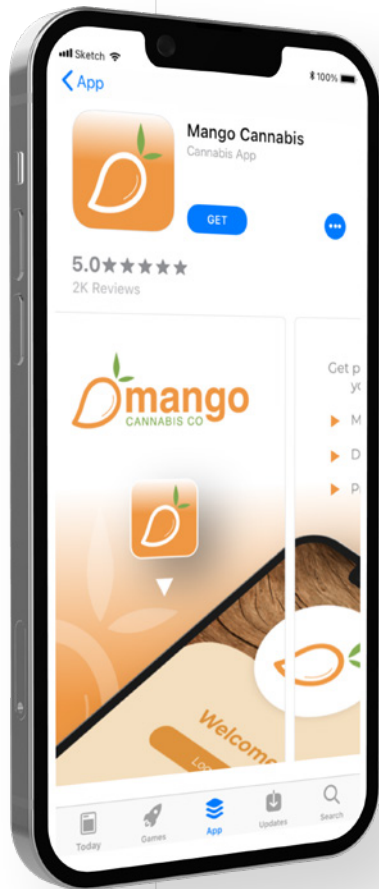 Sketch
100%
App
Mango Cannabis
Cannabis App
GET
5.0★★★★★
2K Reviews
mango
CANNABIS CO
Get p
yo
M
D
P
Welcome
Today
Games
App
Updates
Search